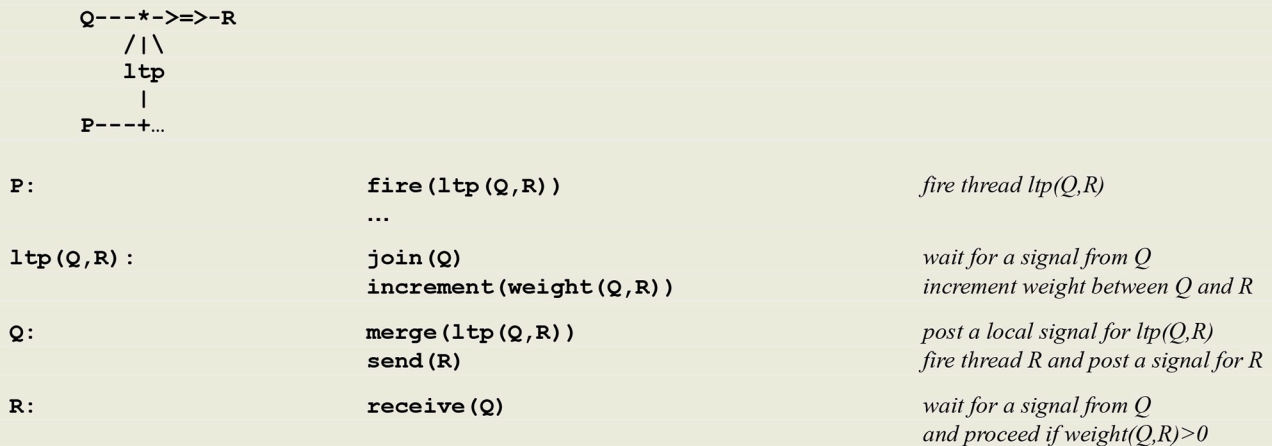 Q---*->=>-R
/|\
ltp
|
P---+…
P: fire(ltp(Q,R)) fire thread ltp(Q,R)
…
ltp(Q,R): join(Q) wait for a signal from Q
increment(weight(Q,R)) increment weight between Q and R
Q: merge(ltp(Q,R)) post a local signal for ltp(Q,R)
send(R) fire thread R and post a signal for R
R: receive(Q) wait for a signal from Q
and proceed if weight(Q,R)>0